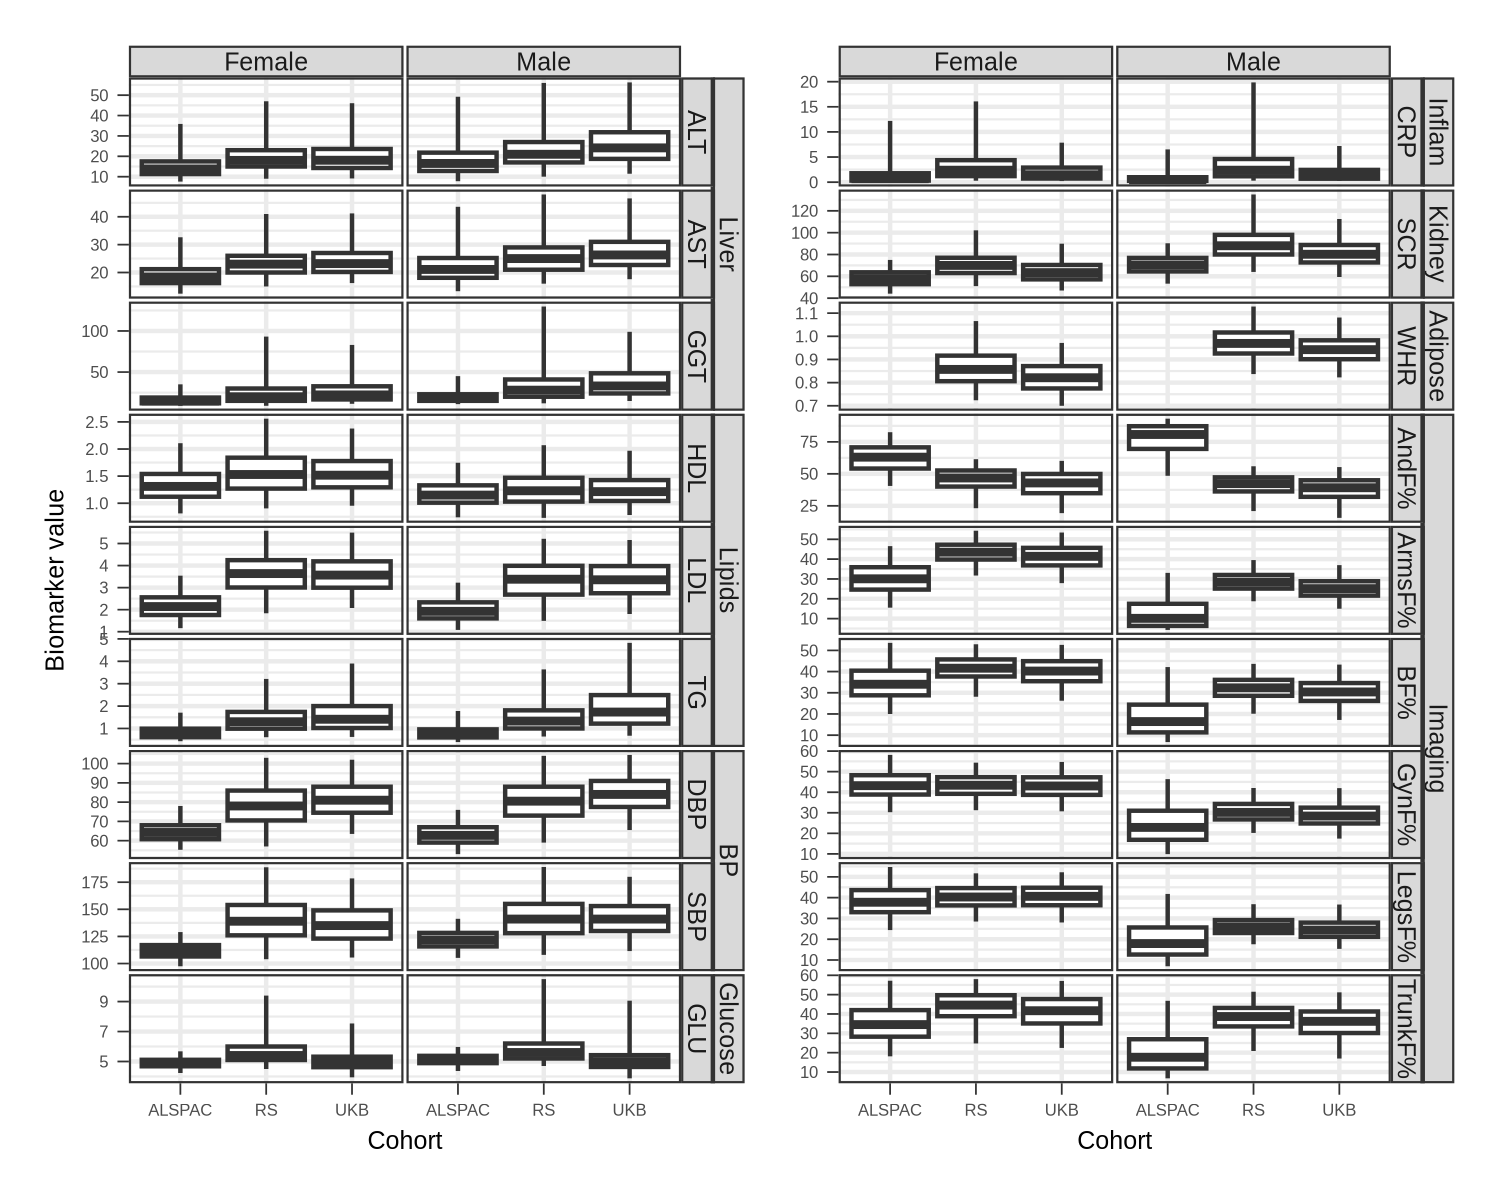 Female Male
50
40
30
20
10
ALT
40
30
20
AST
Liver
100
50
GGT
2.5
2.0
1.5
1.0
HDL
5
4
3
2
1
LDL
Lipids
5
4
3
2
1
TG
100
90
80
70
60
DBP
BP
175
150
125
100
SBP
9
7
5
GLU
Glucose
Biomarker value
ALSPAC RS UKB ALSPAC RS UKB
Cohort
Female Male
20
15
10
5
0
CRP
Inflam
120
100
80
60
40
SCR
Kidney
1.1
1.0
0.9
0.8
0.7
WHR
Adipose
75
50
25
AndF%
50
40
30
20
10
ArmsF%
50
40
30
20
10
BF%
Imaging
60
50
40
30
20
10
GynF%
50
40
30
20
10
LegsF%
60
50
40
30
20
10
TrunkF%
ALSPAC RS UKB ALSPAC RS UKB
Cohort